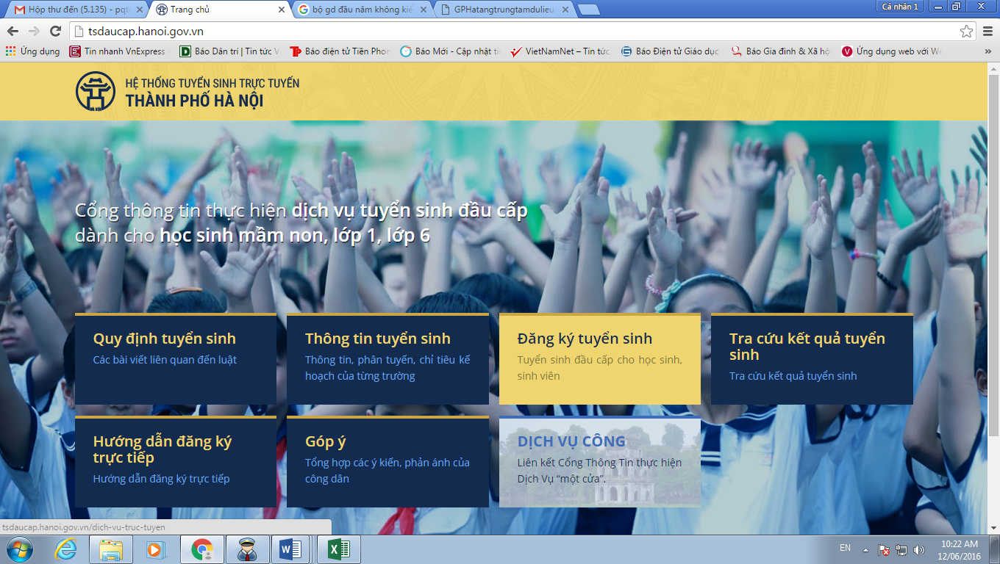 Hộp thư đến (5.135) - pqt
Trang chủ
bộ gd đầu năm không kiể
GPHatangtrungtamdulieu
Cá nhân 1
tsdaucap.hanoi.gov.vn
Ứng dụng
Tin nhanh VnExpress -
Báo Dân trí | Tin tức V
Báo điện tử Tiền Phon
Báo Mới - Cập nhật ti
VietNamNet – Tin tức,
Báo Điện tử Giáo dục
Báo Gia đình & Xã hộ
Ứng dụng web với We
»
HỆ THỐNG TUYỂN SINH TRỰC TUYẾN
THÀNH PHỐ HÀ NỘI
HÀ NỘI
Cổng thông tin thực hiện dịch vụ tuyển sinh đầu cấp
dành cho học sinh mầm non, lớp 1, lớp 6
Quy định tuyển sinh
Các bài viết liên quan đến luật
Thông tin tuyển sinh
Thông tin, phân tuyến, chỉ tiêu kế
hoạch của từng trường
Đăng ký tuyển sinh
Tuyển sinh đầu cấp cho học sinh,
sinh viên
Tra cứu kết quả tuyển
sinh
Tra cứu kết quả tuyển sinh
Hướng dẫn đăng ký
trực tiếp
Hướng dẫn đăng ký trực tiếp
Góp ý
Tổng hợp các ý kiến, phản ánh của
công dân
DỊCH VỤ CÔNG
Liên kết Cổng Thông Tin thực hiện
Dịch Vụ “một cửa”.
tsdaucap.hanoi.gov.vn/dich-vu-truc-tuyen
EN
10:22 AM
12/06/2016